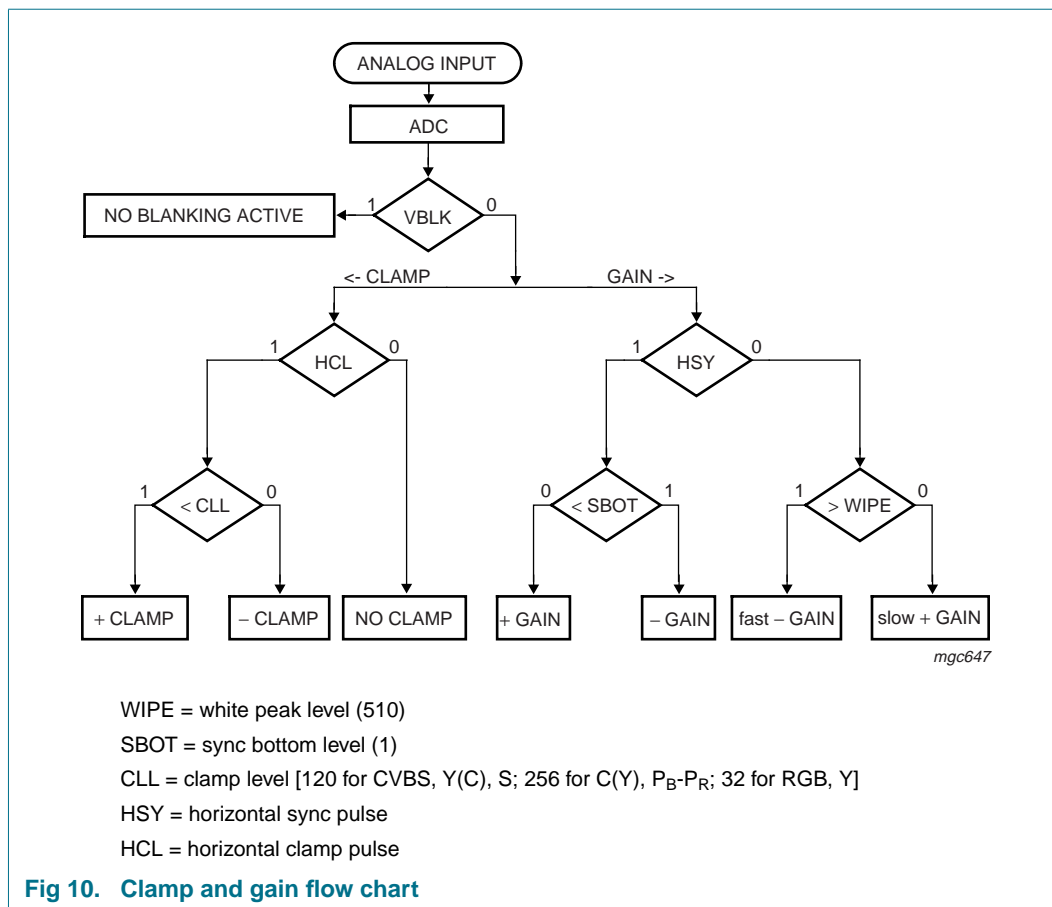 ANALOG INPUT
ADC
1 VBLK 0
NO BLANKING ACTIVE
<- CLAMP GAIN ->
1 HCL 0
1 HSY 0
1 < CLL 0
0 < SBOT 1
1 > WIPE 0
+ CLAMP − CLAMP NO CLAMP + GAIN − GAIN fast − GAIN slow + GAIN
mgc647
WIPE = white peak level (510)
SBOT = sync bottom level (1)
CLL = clamp level [120 for CVBS, Y(C), S; 256 for C(Y), PB-PR; 32 for RGB, Y]
HSY = horizontal sync pulse
HCL = horizontal clamp pulse
Fig 10. Clamp and gain flow chart